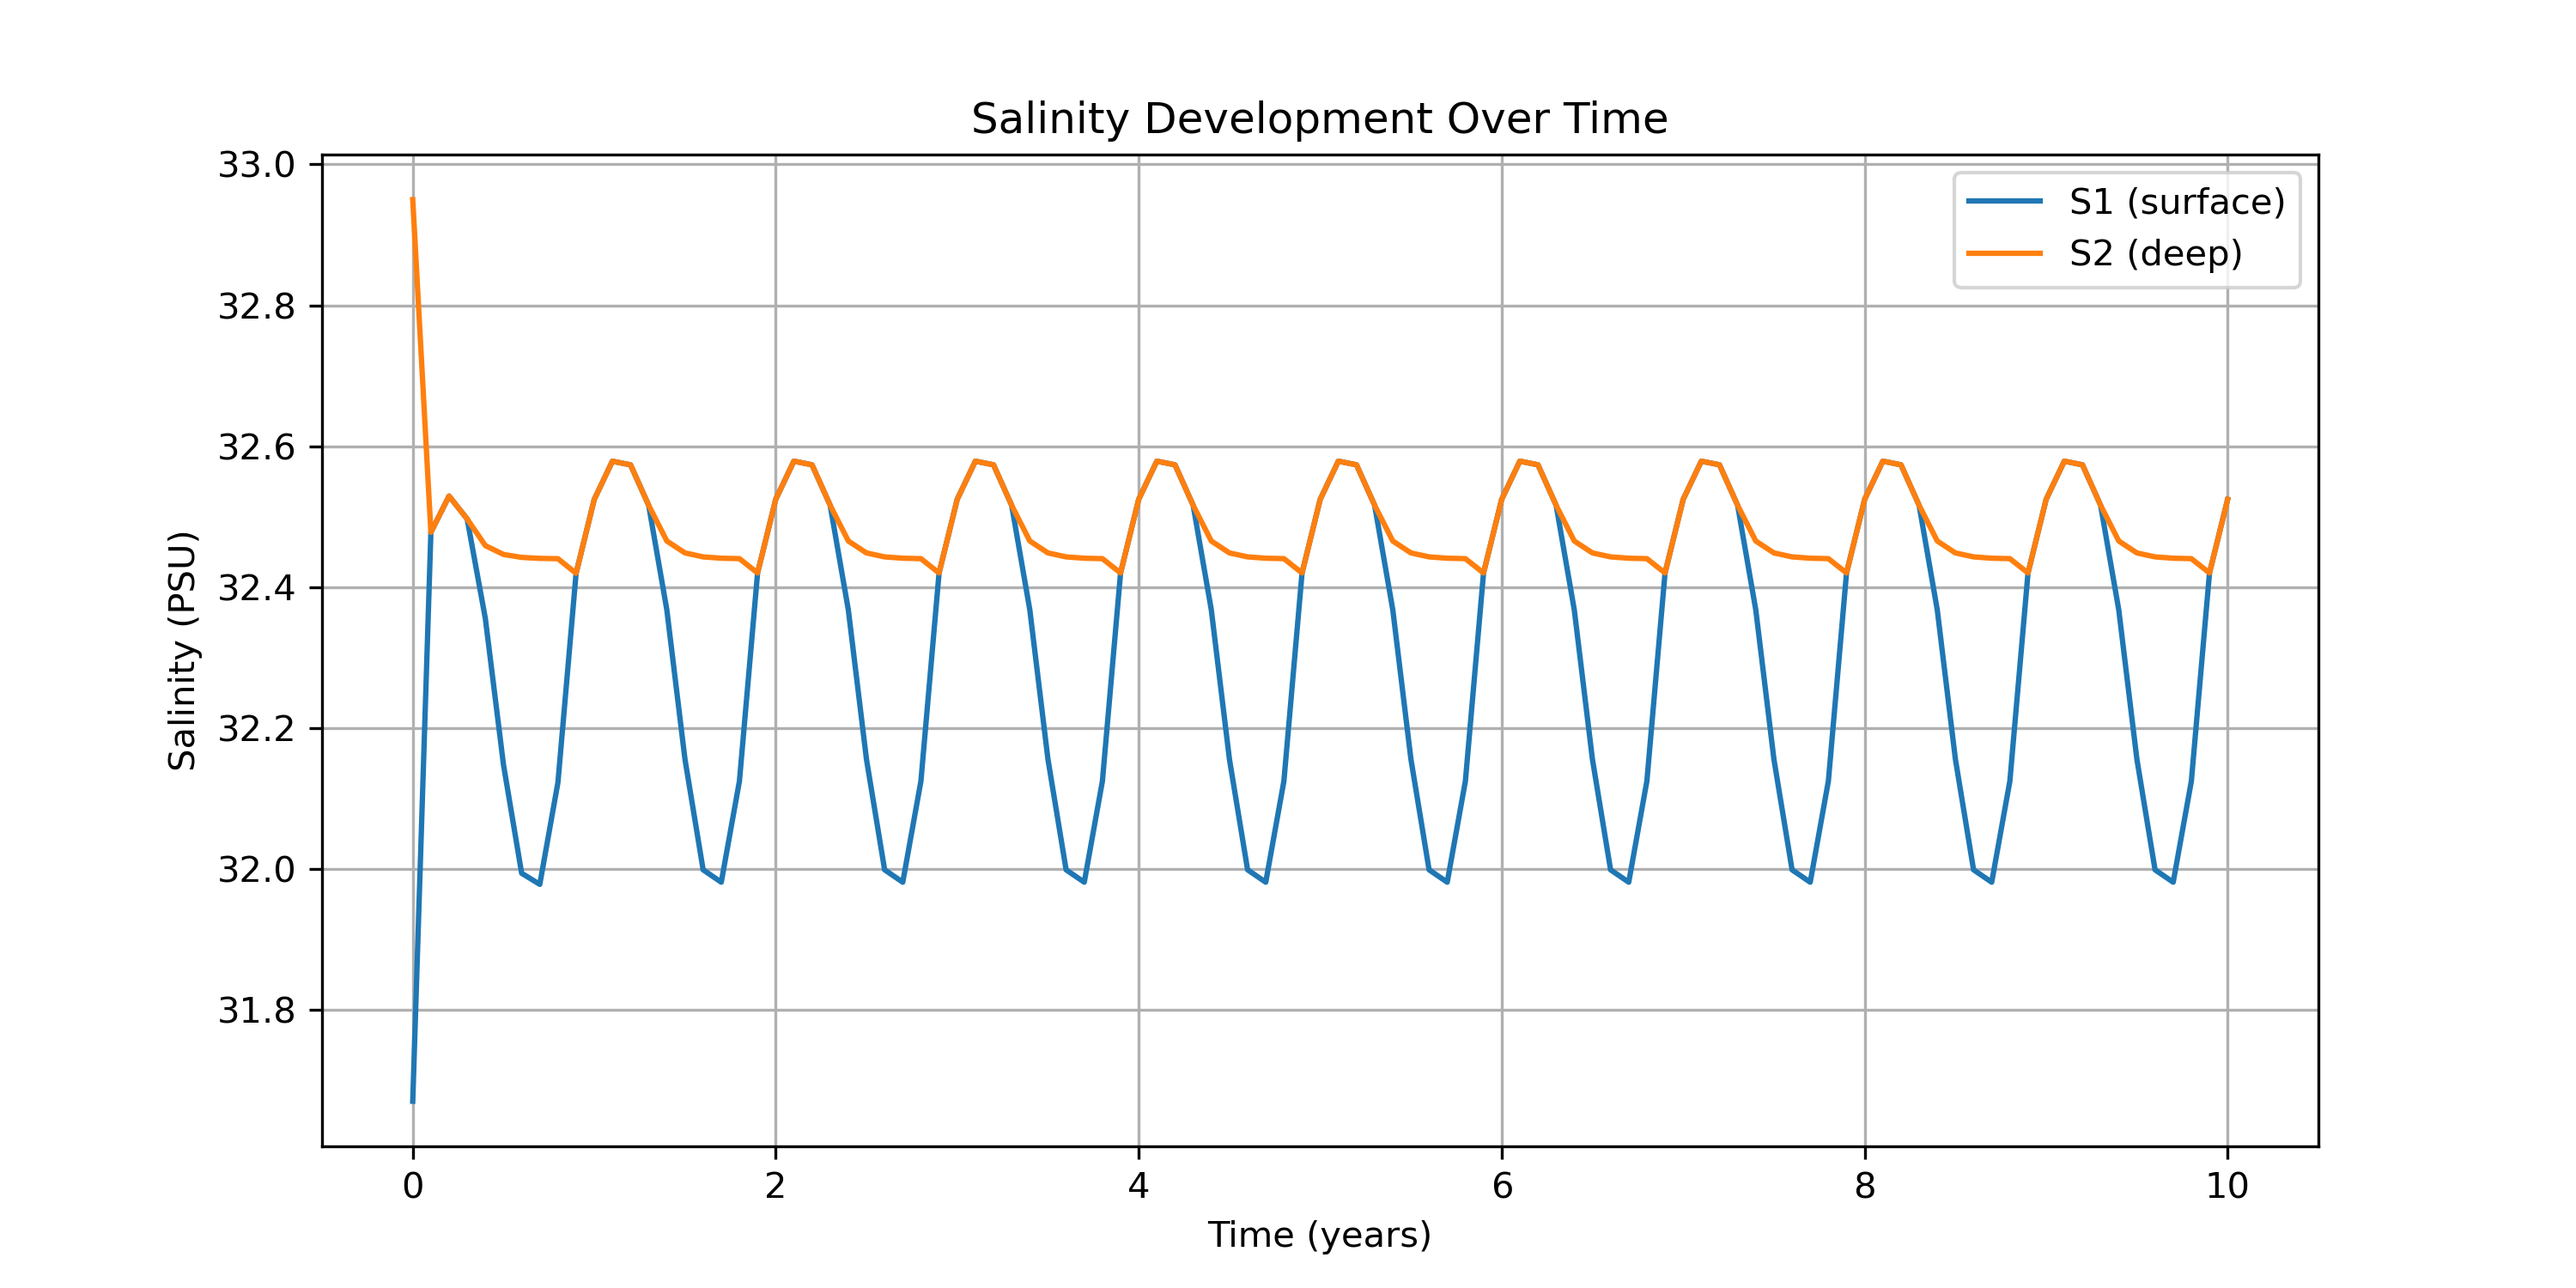 Salinity Development Over Time
33.0
32.8
32.6
32.4
32.2
32.0
31.8
Salinity (PSU)
S1 (surface)
S2 (deep)
0 2 4 6 8 10
Time (years)